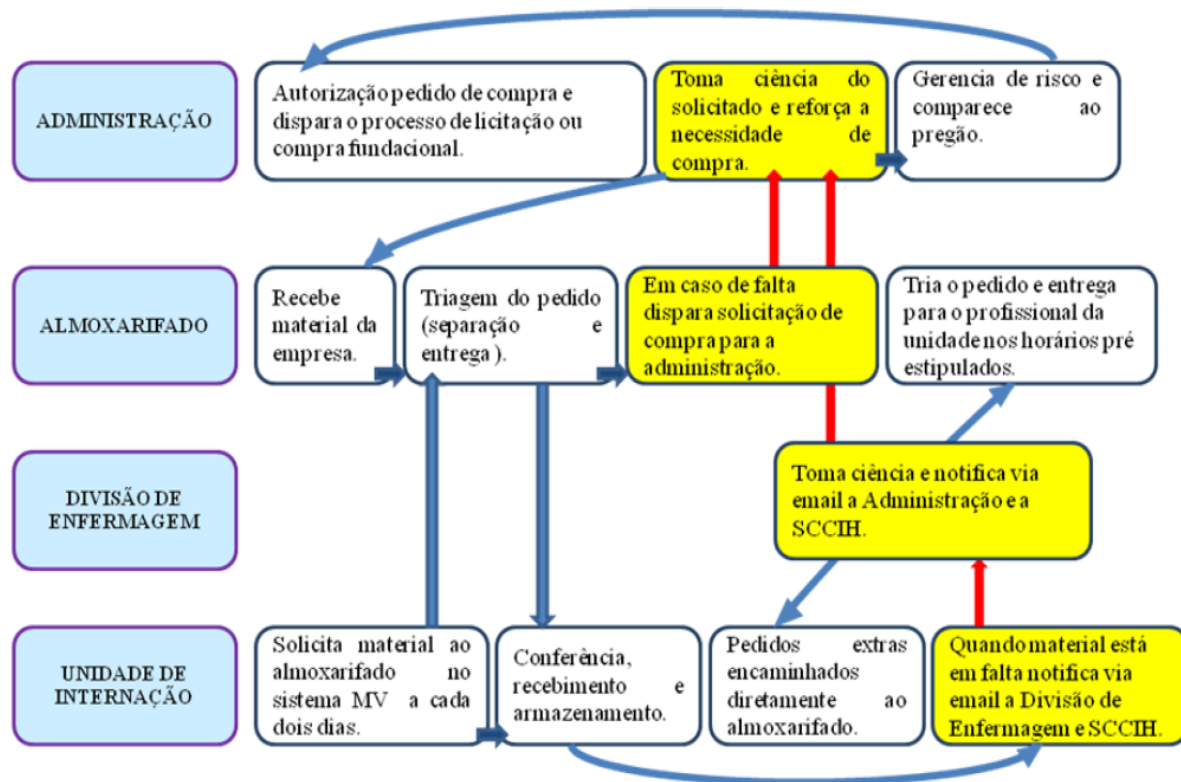 ADMINISTRAÇÃO
Autorização pedido de compra e
dispara o processo de licitação ou
compra fundacional.
Toma ciência do
solicitado e reforça a
necessidade de
compra.
Gerencia de risco e
comparece ao
pregão.
ALMOXARIFADO
Recebe
material da
empresa.
Triagem do pedido
(separação e
entrega ).
Em caso de falta
dispara solicitação de
compra para a
administração.
Tria o pedido e entrega
para o profissional da
unidade nos horários pré
estipulados.
DIVISÃO DE
ENFERMAGEM
Toma ciência e notifica via
email a Administração e a
SCCIH.
UNIDADE DE
INTERNAÇÃO
Solicita material ao
almoxarifado no
sistema MV a cada
dois dias.
Conferência,
recebimento e
armazenamento.
Pedidos extras
encaminhados
diretamente ao
almoxarifado.
Quando material está
em falta notifica via
email a Divisão de
Enfermagem e SCCIH.